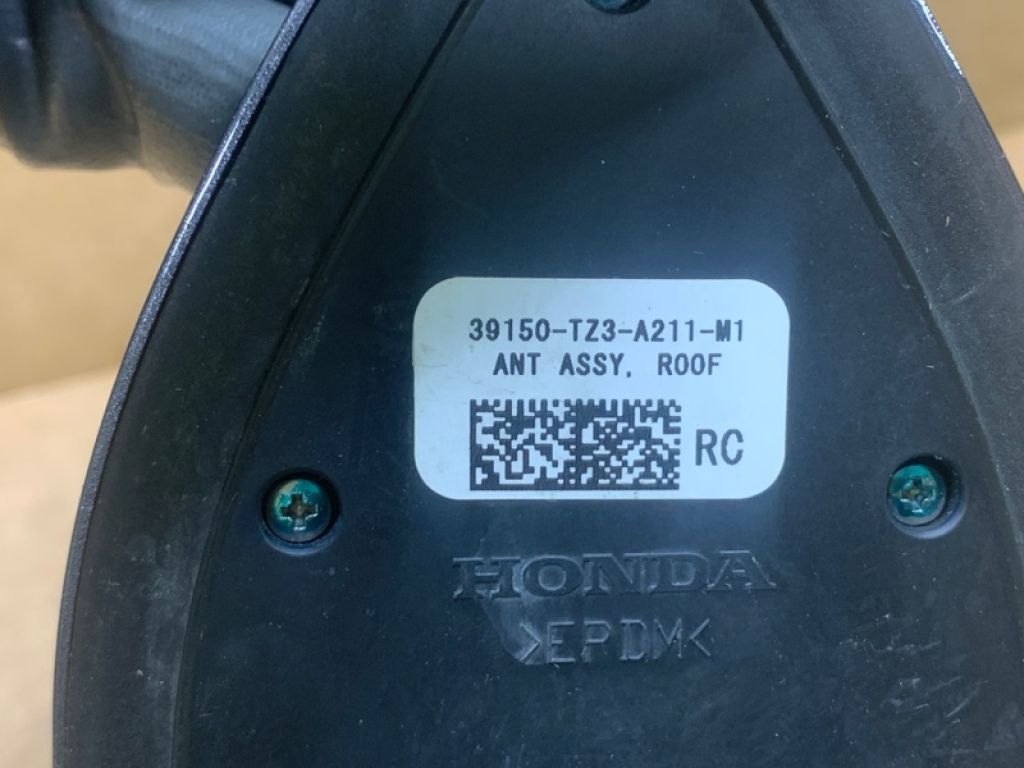 39150-TZ3-A211-M1
ANT ASSY, ROOF
RC
HONDA
>EPDM<